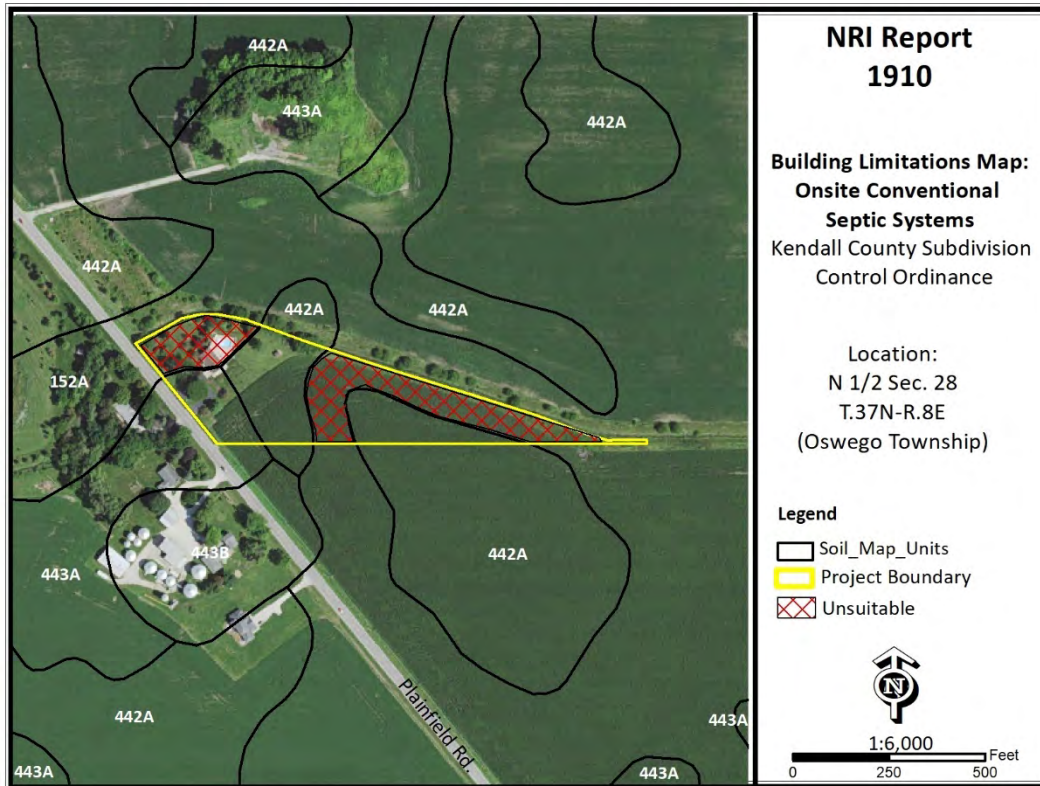 NRI Report
1910
Building Limitations Map:
Onsite Conventional
Septic Systems
Kendall County Subdivision
Control Ordinance
Location:
N 1/2 Sec. 28
T.37N-R.8E
(Oswego Township)
Legend
Soil_Map_Units
Project Boundary
Unsuitable
N
1:6,000
Feet
0 250 500
442A
443A
442A
442A
442A
442A
152A
443B
443A
442A
442A
443A
443A
443A
Plainfield Rd.